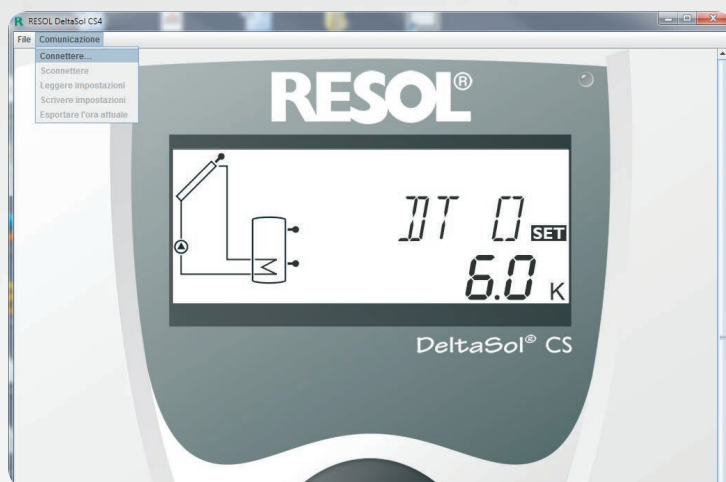 R RESOL DeltaSol CS4
File Comunicazione
Connettere...
Sconnettere
Leggere impostazioni
Scrivere impostazioni
Esportare l'ora attuale
RESOL®
DT O SET
6.0 K
DeltaSol® CS